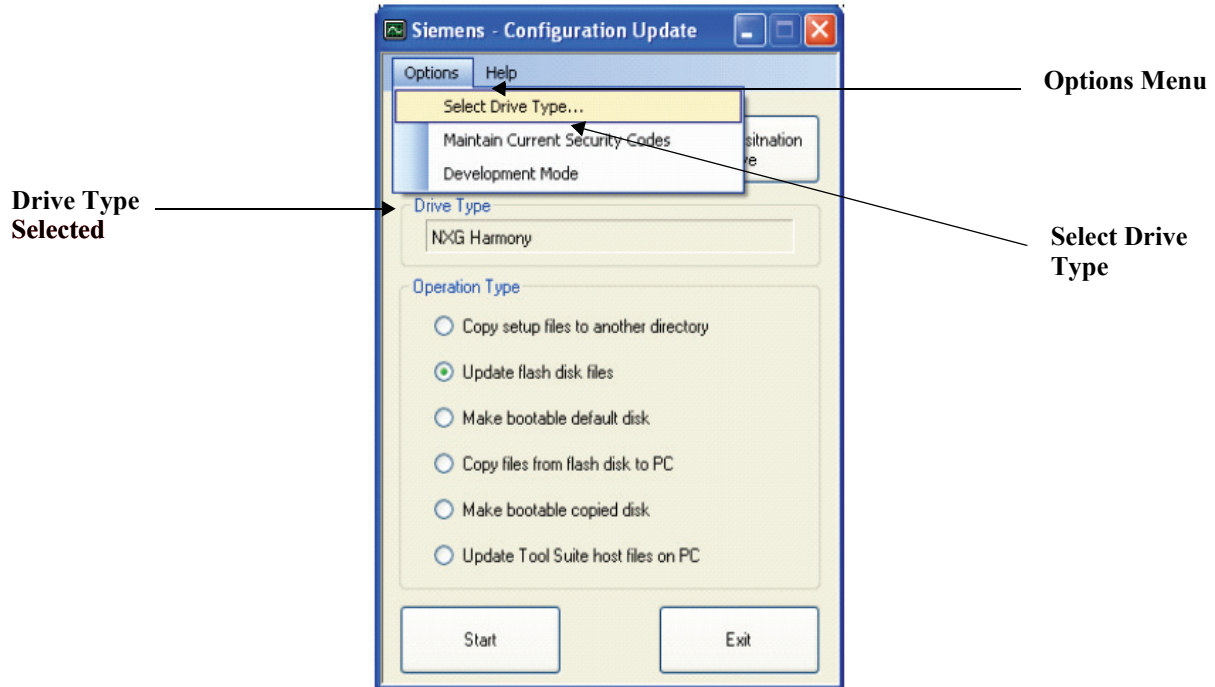 Siemens - Configuration Update
Options Help
Options Menu
Select Drive Type...
Maintain Current Security Codes
sitnation
Development Mode
Drive Type
Selected
Drive Type
NXG Harmony
Select Drive
Type
Operation Type
Copy setup files to another directory
Update flash disk files
Make bootable default disk
Copy files from flash disk to PC
Make bootable copied disk
Update Tool Suite host files on PC
Start
Exit